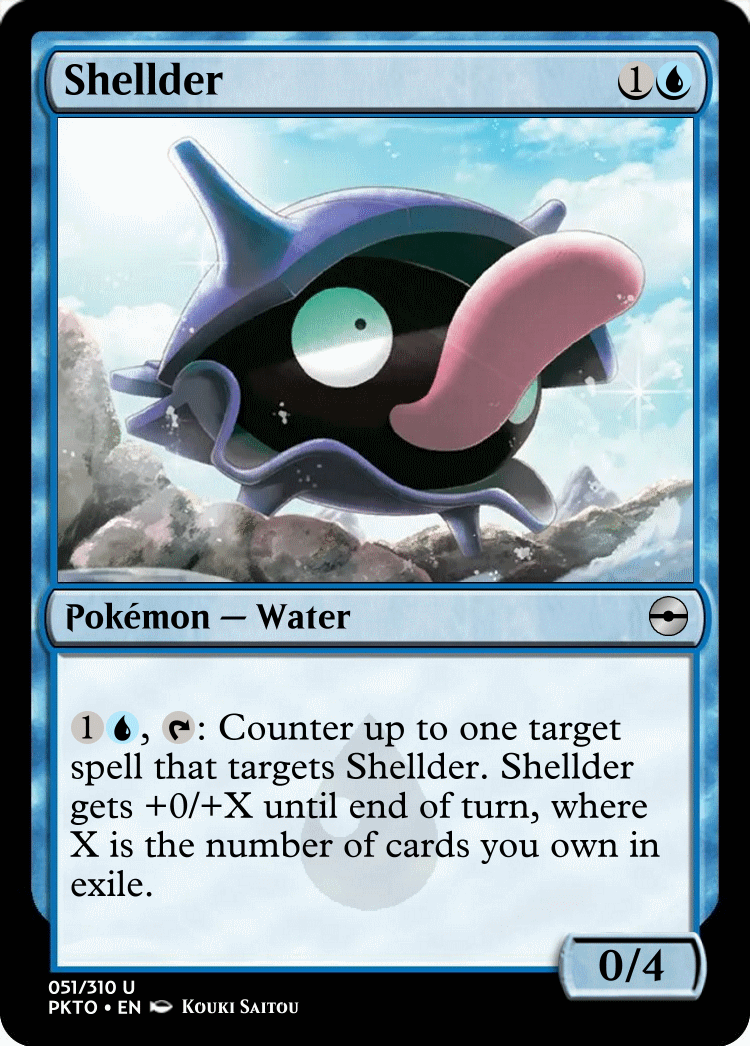 Shellder 1
Pokémon — Water
1, : Counter up to one target
spell that targets Shellder. Shellder
gets +0/+X until end of turn, where
X is the number of cards you own in
exile.
0/4
051/310 U
PKTO • EN Kouki Saitou